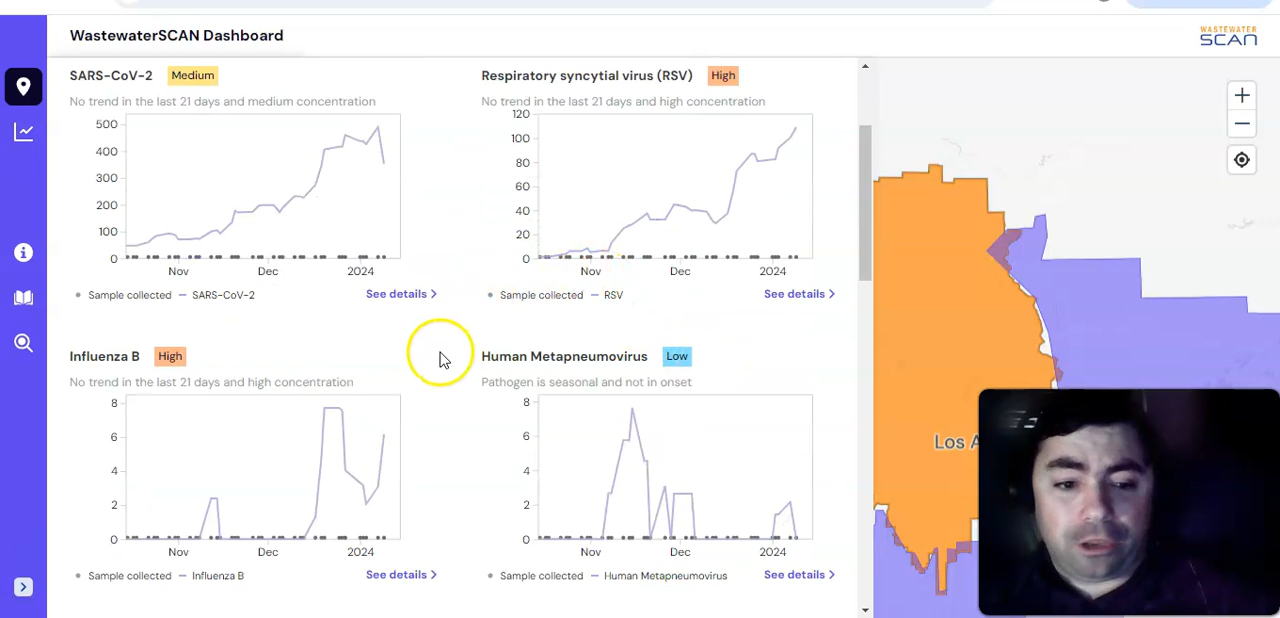 WastewaterSCAN Dashboard
WASTEWATER
SCAN
SARS-CoV-2 Medium
No trend in the last 21 days and medium concentration
500
400
300
200
100
0
Nov Dec 2024
Sample collected SARS-CoV-2
See details
Respiratory syncytial virus (RSV) High
No trend in the last 21 days and high concentration
120
100
80
60
40
20
0
Nov Dec 2024
Sample collected RSV
See details
Influenza B High
No trend in the last 21 days and high concentration
8
6
4
2
0
Nov Dec 2024
Sample collected Influenza B
See details
Human Metapneumovirus Low
Pathogen is seasonal and not in onset
8
6
4
2
0
Nov Dec 2024
Sample collected Human Metapneumovirus
See details
Los A